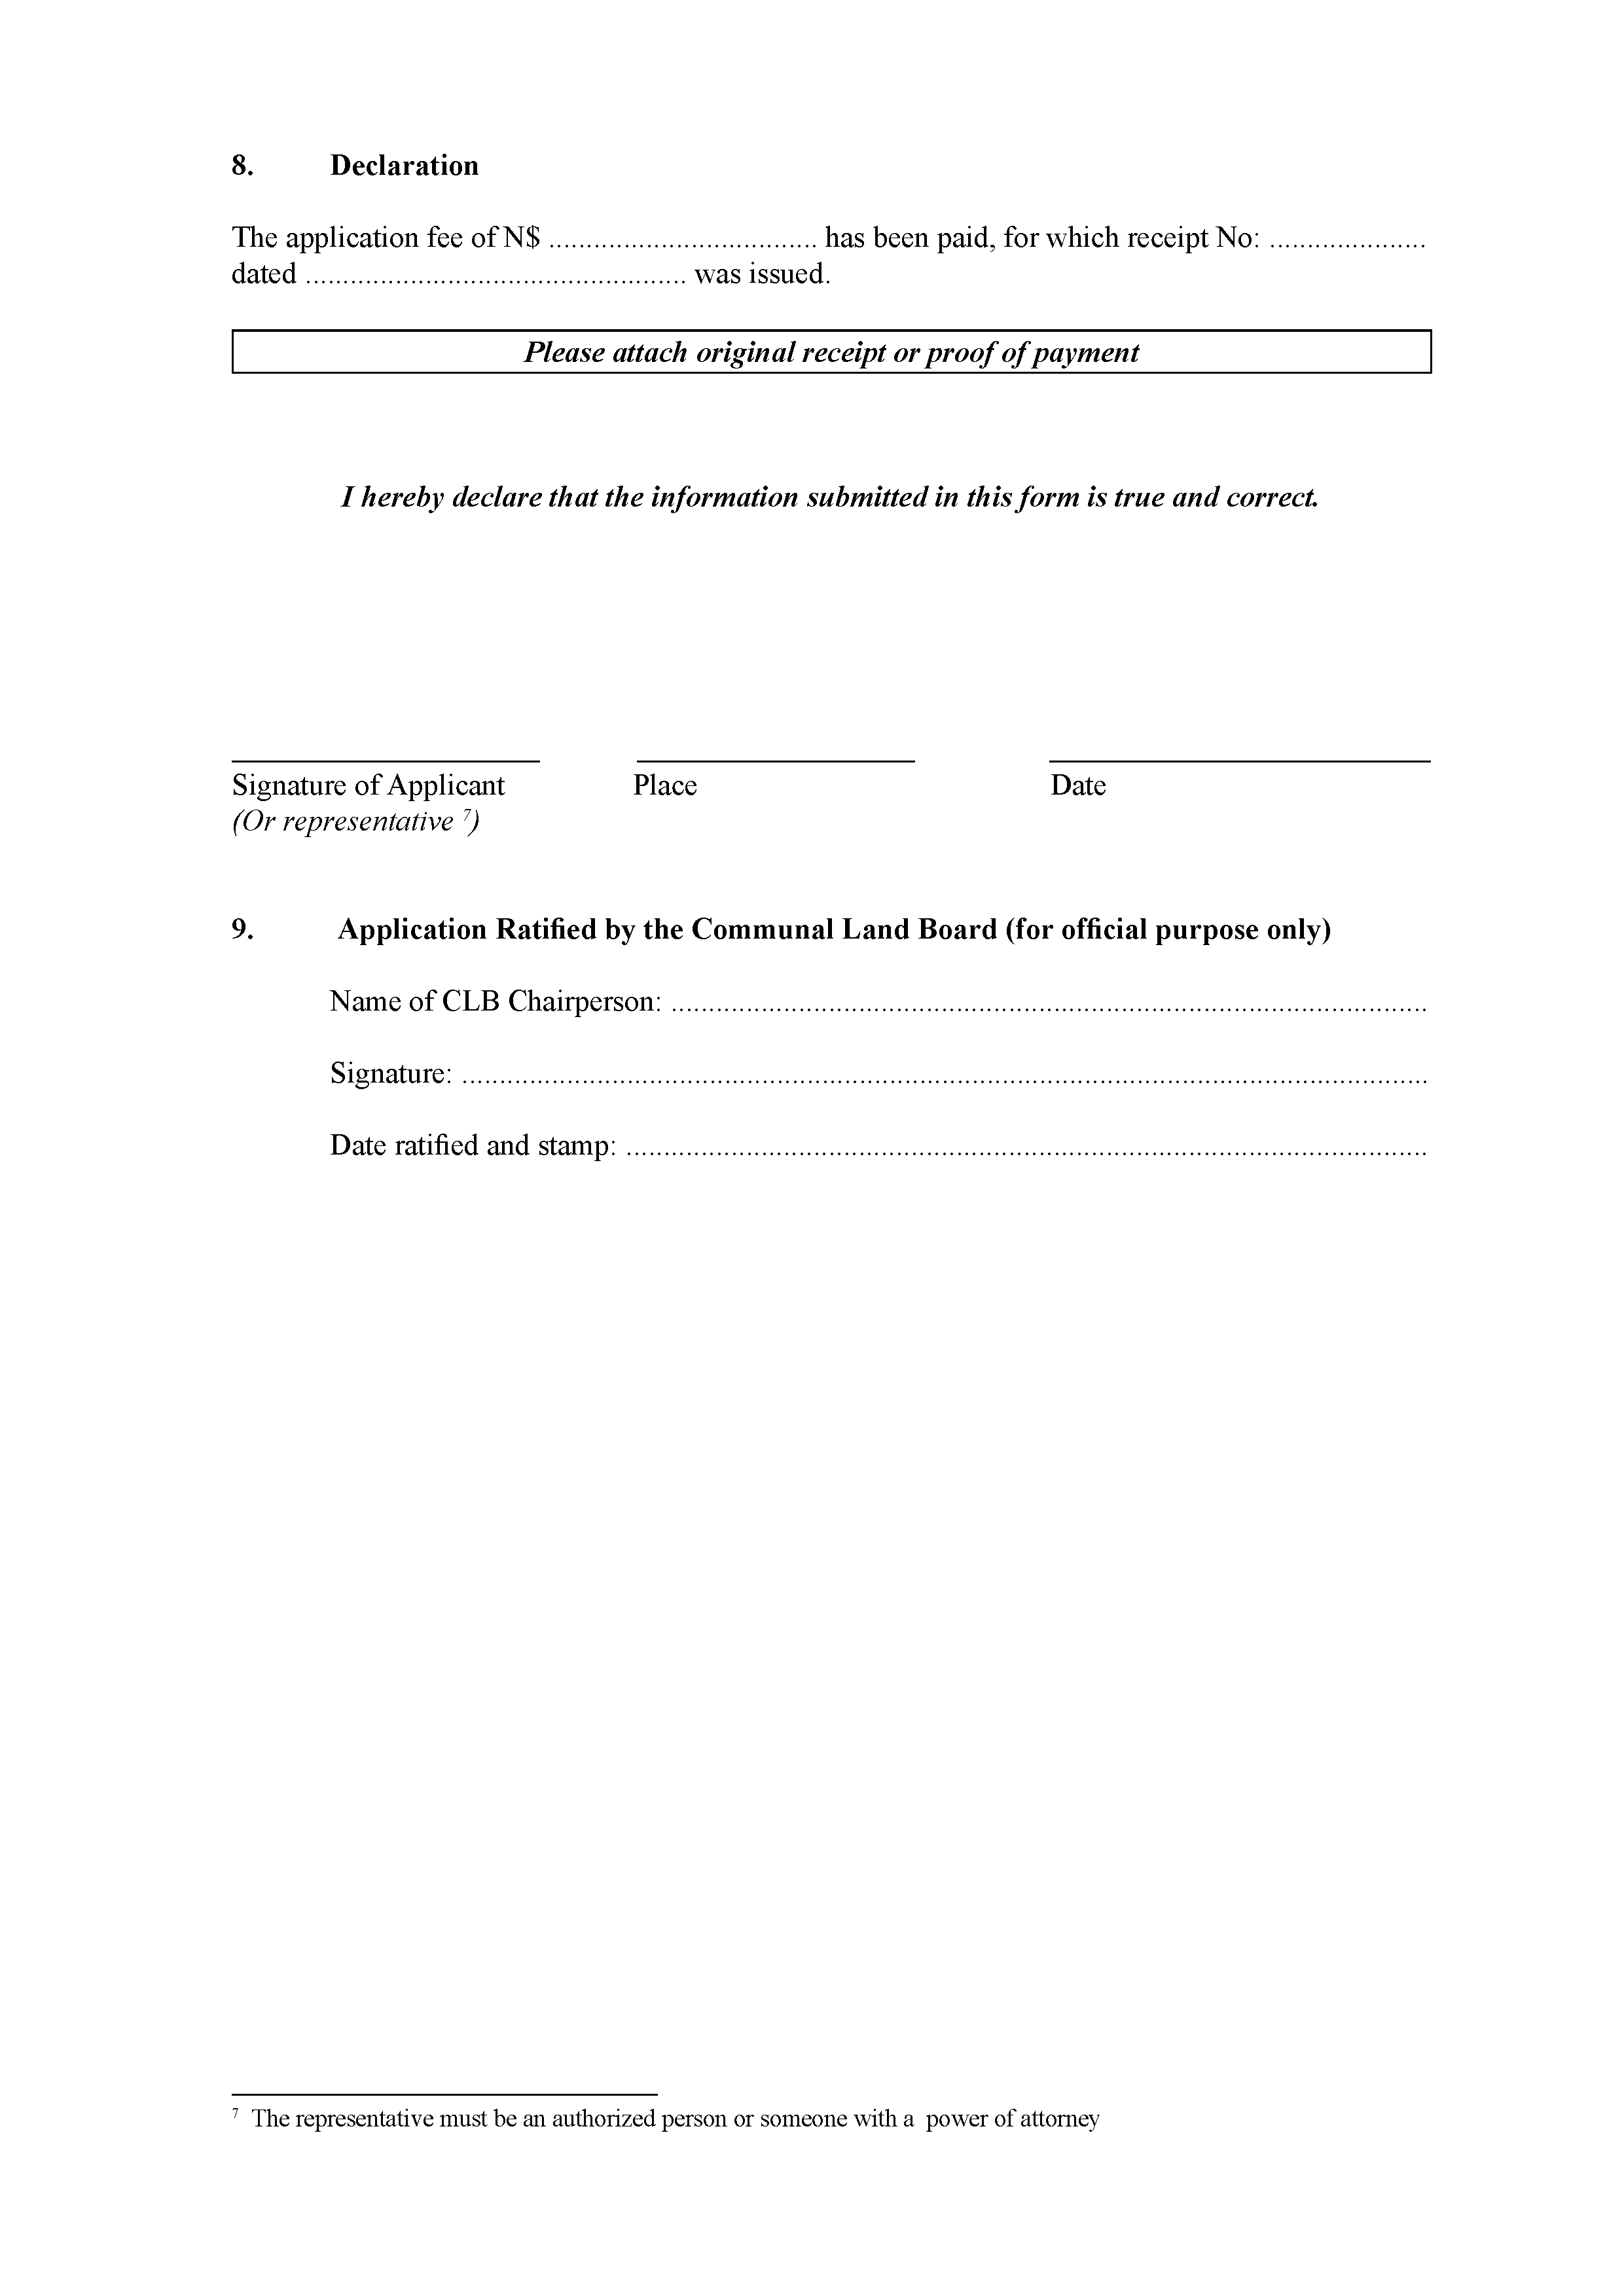 8. Declaration
The application fee of N$ .................................... has been paid, for which receipt No: .....................
dated ................................................... was issued.
Please attach original receipt or proof of payment
I hereby declare that the information submitted in this form is true and correct.
Signature of Applicant Place Date
(Or representative 7)
9. Application Ratified by the Communal Land Board (for official purpose only)
Name of CLB Chairperson: .....................................................................................................
Signature: .................................................................................................................................
Date ratified and stamp: ...........................................................................................................
7 The representative must be an authorized person or someone with a power of attorney